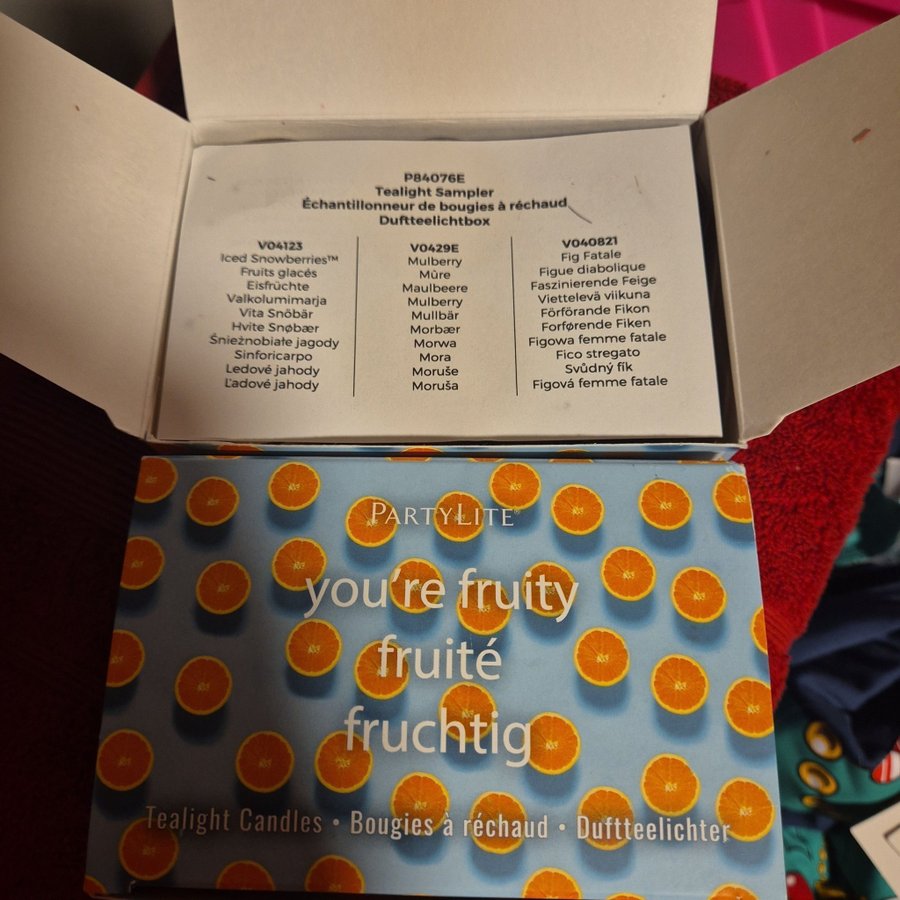 P84076E
Tealight Sampler
Échantillonneur de bougies à réchaud
Duftteelichtbox
V04123
Iced Snowberries™
Fruits glacés
Eisfrüchte
Valkolumimarja
Vita Snöbär
Hvite Snøbær
Śnieżnobiałe jagody
Sinforicarpo
Ledové jahody
Ľadové jahody
V0429E
Mulberry
Mûre
Maulbeere
Mulberry
Mullbär
Morbær
Morwa
Mora
Moruše
Moruša
V040821
Fig Fatale
Figue diabolique
Faszinierende Feige
Viettelevä viikuna
Förförande Fikon
Forførende Fiken
Figowa femme fatale
Fico stregato
Svůdný fík
Figová femme fatale
PARTYLITE®
you're fruity
fruité
fruchtig
Tealight Candles • Bougies à réchaud • Duftteelichter